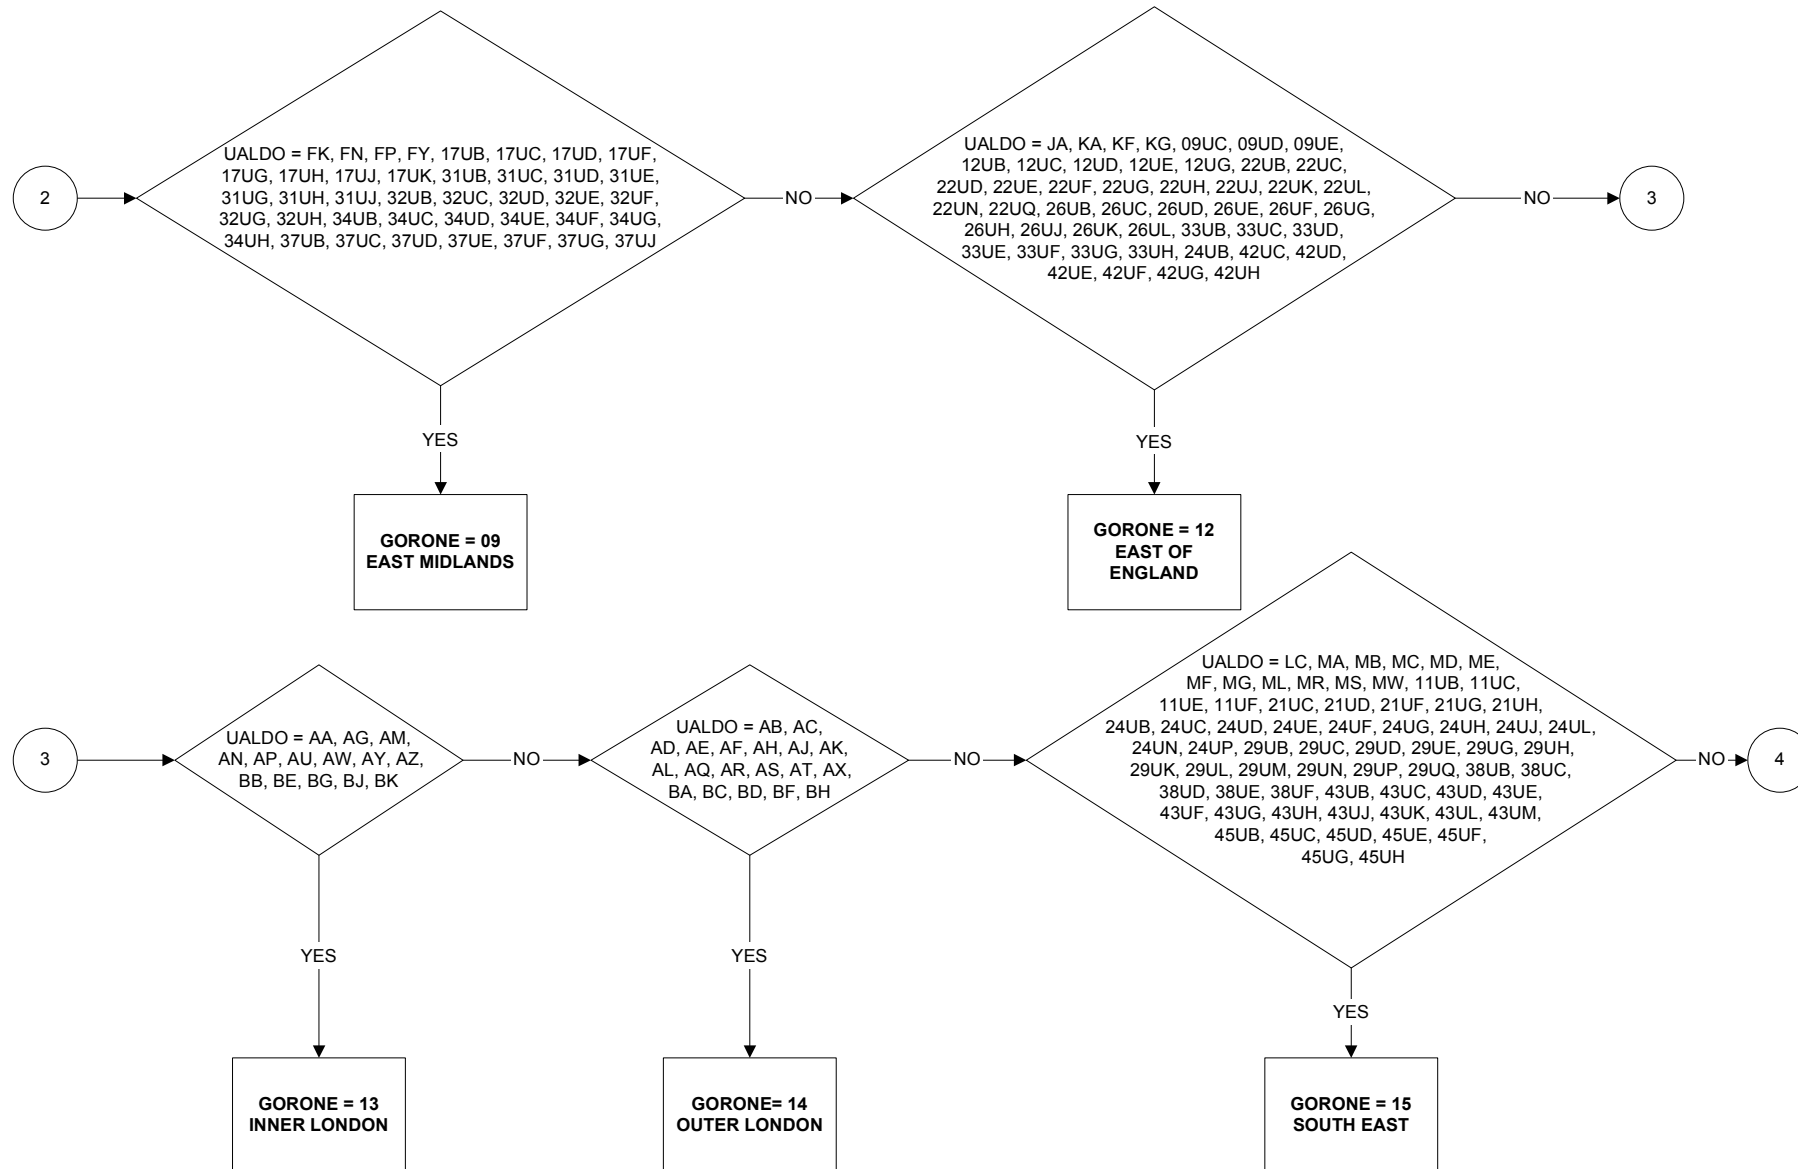 2
UALDO = FK, FN, FP, FY, 17UB, 17UC, 17UD, 17UF,
17UG, 17UH, 17UJ, 17UK, 31UB, 31UC, 31UD, 31UE,
31UG, 31UH, 31UJ, 32UB, 32UC, 32UD, 32UE, 32UF,
32UG, 32UH, 34UB, 34UC, 34UD, 34UE, 34UF, 34UG,
34UH, 37UB, 37UC, 37UD, 37UE, 37UF, 37UG, 37UJ
NO
UALDO = JA, KA, KF, KG, 09UC, 09UD, 09UE,
12UB, 12UC, 12UD, 12UE, 12UG, 22UB, 22UC,
22UD, 22UE, 22UF, 22UG, 22UH, 22UJ, 22UK, 22UL,
22UN, 22UQ, 26UB, 26UC, 26UD, 26UE, 26UF, 26UG,
26UH, 26UJ, 26UK, 26UL, 33UB, 33UC, 33UD,
33UE, 33UF, 33UG, 33UH, 24UB, 42UC, 42UD,
42UE, 42UF, 42UG, 42UH
NO
3
YES
YES
GORONE = 09
EAST MIDLANDS
GORONE = 12
EAST OF
ENGLAND
3
UALDO = AA, AG, AM,
AN, AP, AU, AW, AY, AZ,
BB, BE, BG, BJ, BK
NO
UALDO = AB, AC,
AD, AE, AF, AH, AJ, AK,
AL, AQ, AR, AS, AT, AX,
BA, BC, BD, BF, BH
NO
UALDO = LC, MA, MB, MC, MD, ME,
MF, MG, ML, MR, MS, MW, 11UB, 11UC,
11UE, 11UF, 21UC, 21UD, 21UF, 21UG, 21UH,
24UB, 24UC, 24UD, 24UE, 24UF, 24UG, 24UH, 24UJ, 24UL,
24UN, 24UP, 29UB, 29UC, 29UD, 29UE, 29UG, 29UH,
29UK, 29UL, 29UM, 29UN, 29UP, 29UQ, 38UB, 38UC,
38UD, 38UE, 38UF, 43UB, 43UC, 43UD, 43UE,
43UF, 43UG, 43UH, 43UJ, 43UK, 43UL, 43UM,
45UB, 45UC, 45UD, 45UE, 45UF,
45UG, 45UH
NO
4
YES
YES
YES
GORONE = 13
INNER LONDON
GORONE= 14
OUTER LONDON
GORONE = 15
SOUTH EAST